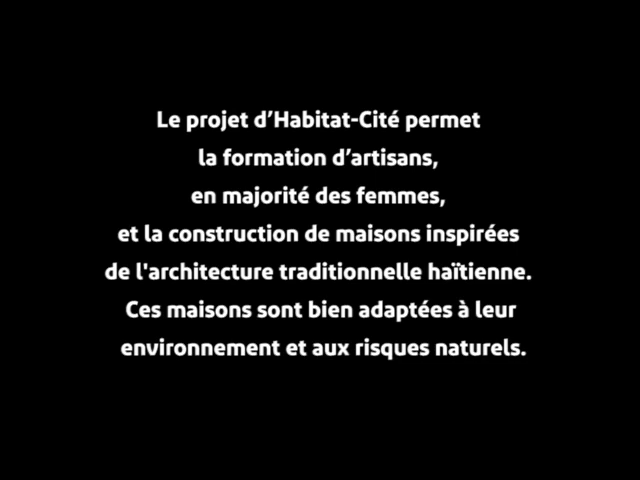 Le projet d’Habitat-Cité permet
la formation d’artisans,
en majorité des femmes,
et la construction de maisons inspirées
de l'architecture traditionnelle haïtienne.
Ces maisons sont bien adaptées à leur
environnement et aux risques naturels.